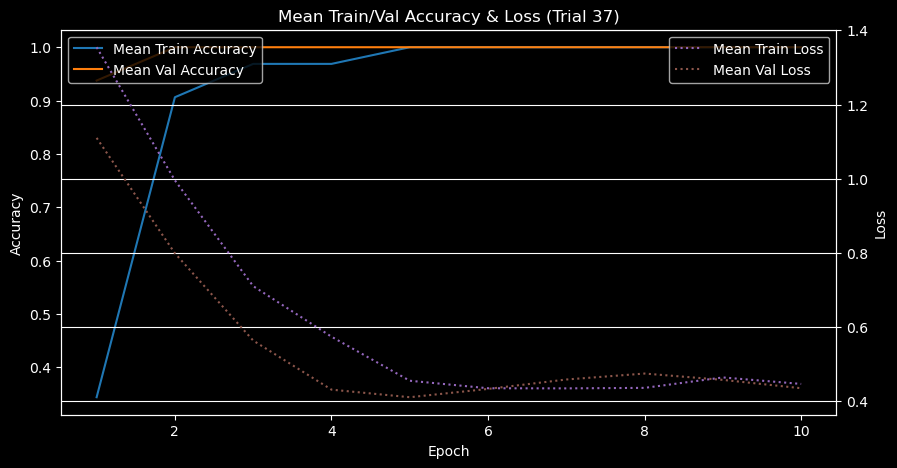 Mean Train/Val Accuracy & Loss (Trial 37)
Mean Train Accuracy
Mean Val Accuracy
Mean Train Loss
Mean Val Loss
Accuracy
1.0
0.9
0.8
0.7
0.6
0.5
0.4
1.4
1.2
1.0
0.8
0.6
0.4
Loss
2
4
6
8
10
Epoch